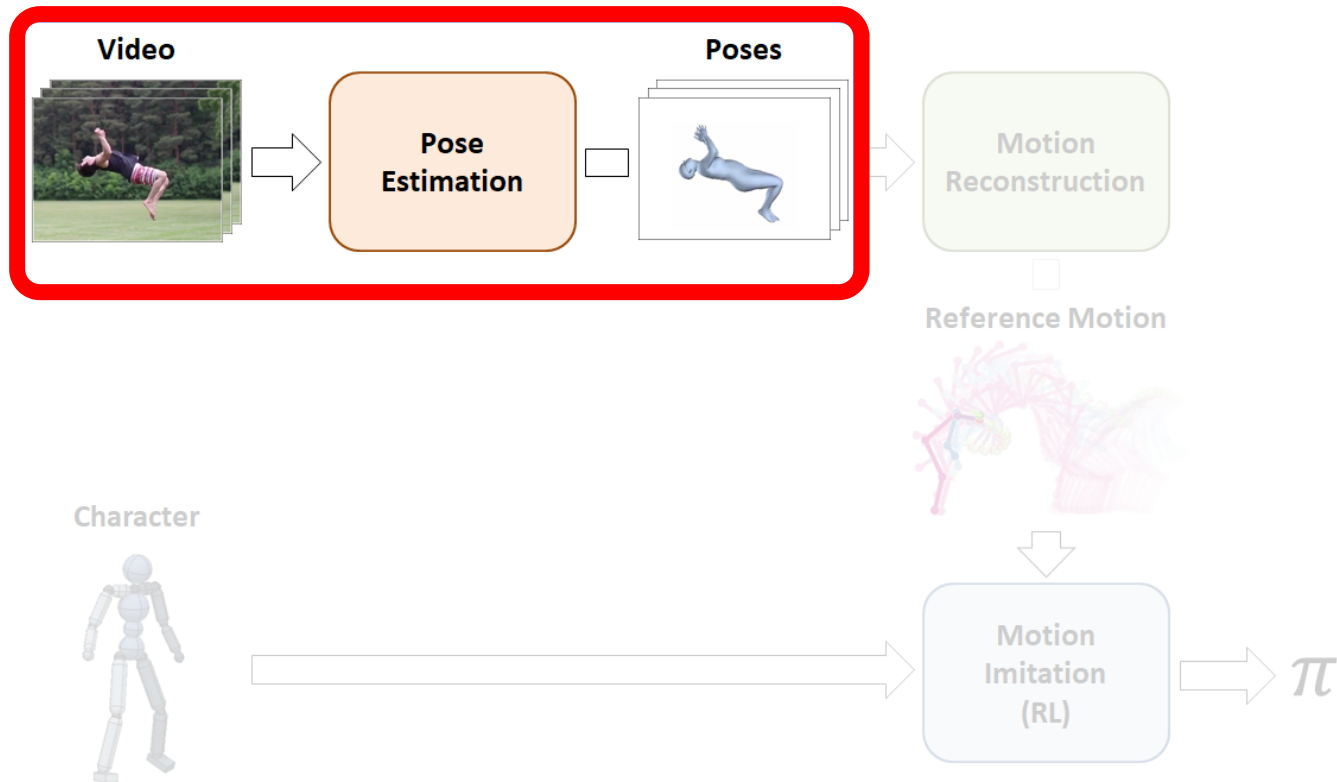 Video
Poses
Pose
Estimation
Motion
Reconstruction
Reference Motion
Character
Motion
Imitation
(RL)
π